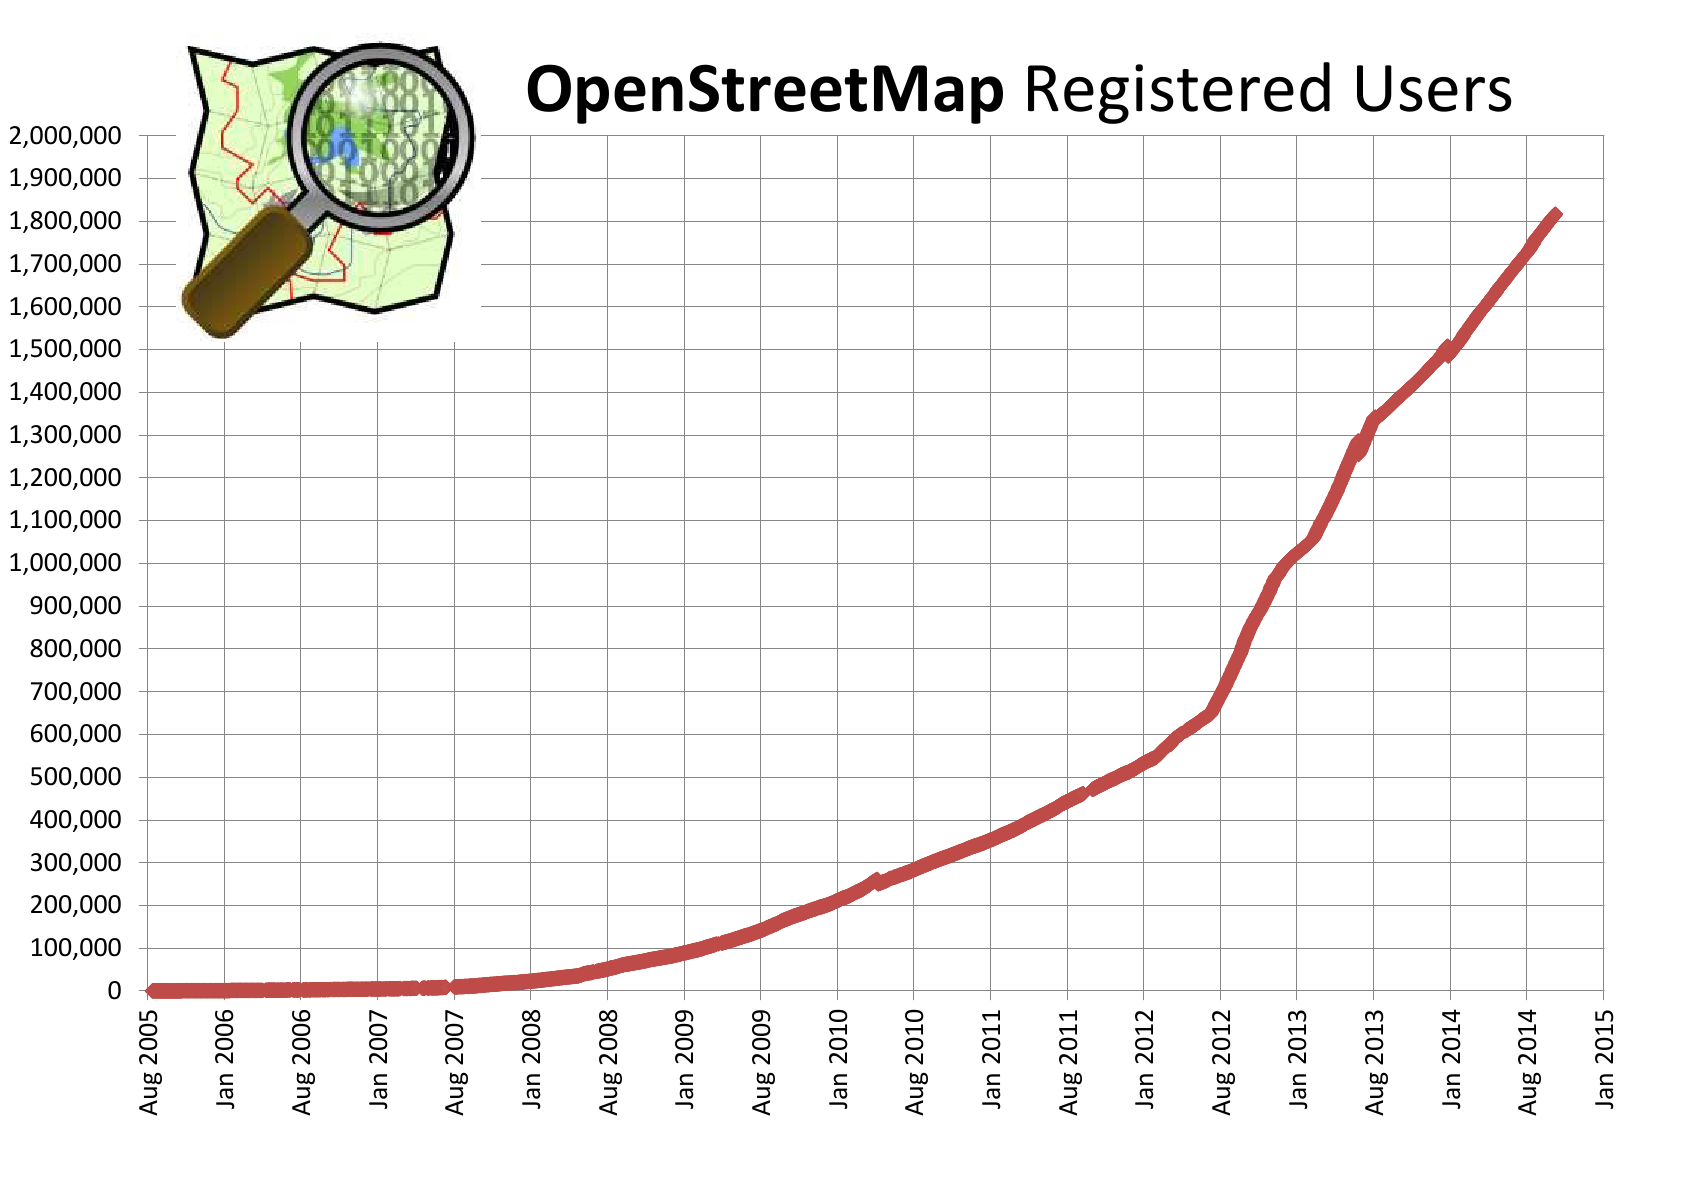 OpenStreetMap Registered Users
2,000,000
1,900,000
1,800,000
1,700,000
1,600,000
1,500,000
1,400,000
1,300,000
1,200,000
1,100,000
1,000,000
900,000
800,000
700,000
600,000
500,000
400,000
300,000
200,000
100,000
0
Aug 2005
Jan 2006
Aug 2006
Jan 2007
Aug 2007
Jan 2008
Aug 2008
Jan 2009
Aug 2009
Jan 2010
Aug 2010
Jan 2011
Aug 2011
Jan 2012
Aug 2012
Jan 2013
Aug 2013
Jan 2014
Aug 2014
Jan 2015